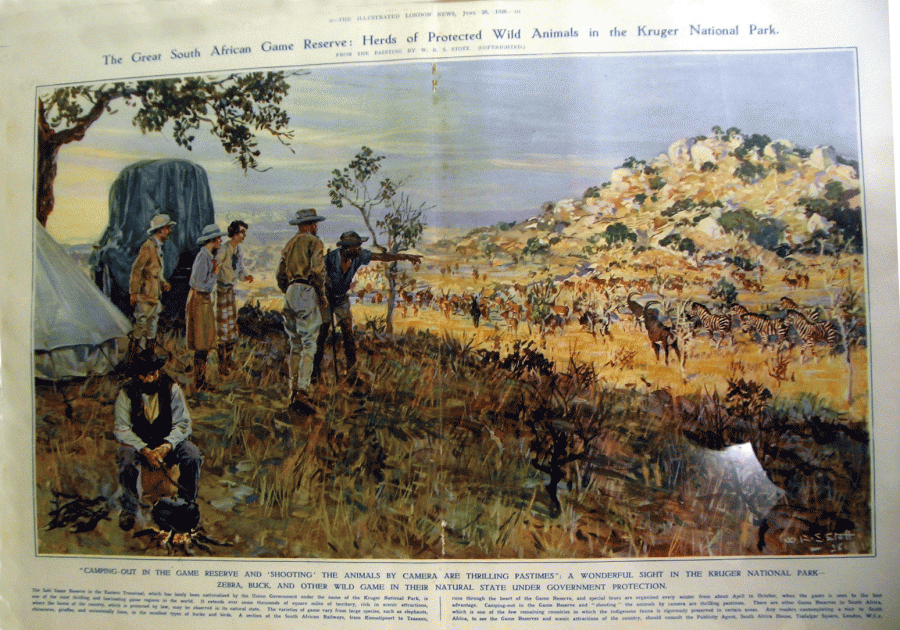 THE ILLUSTRATED LONDON NEWS, JUNE 26, 1926.
The Great South African Game Reserve: Herds of Protected Wild Animals in the Kruger National Park.
FROM THE PAINTING BY W. R. S. STOTT. (COPYRIGHTED.)
W. R. S. Stott
26
"CAMPING-OUT IN THE GAME RESERVE AND 'SHOOTING' THE ANIMALS BY CAMERA ARE THRILLING PASTIMES": A WONDERFUL SIGHT IN THE KRUGER NATIONAL PARK—
ZEBRA, BUCK, AND OTHER WILD GAME IN THEIR NATURAL STATE UNDER GOVERNMENT PROTECTION.
The Sabi Game Reserve in the Eastern Transvaal, which has lately been nationalised by the Union Government under the name of the Kruger National Park, is
one of the most thrilling and fascinating game regions in the world. It extends over some thousands of square miles of territory, rich in scenic attractions,
where the fauna of the country, which is protected by law, may be observed in its natural state. The varieties of game vary from large species, such as elephants,
giraffes, and ostensibly lions, to the smallest types of bucks and birds. A section of the South African Railways, from Komatipoort to Tzaneen,
runs through the heart of the Game Reserve, and special tours are organised every winter from about April to October, when the game is seen to the best
advantage. Camping-out in the Game Reserve and "shooting" the animals by camera are thrilling pastimes. There are other Game Reserves in South Africa,
which is one of the few remaining countries in which the indigenous fauna is rigorously preserved in certain areas. Any readers contemplating a tour to South
Africa, to see the Game Reserves and scenic attractions of the country, should consult the Publicity Agent, South Africa House, Trafalgar Square, London, W.C.2.